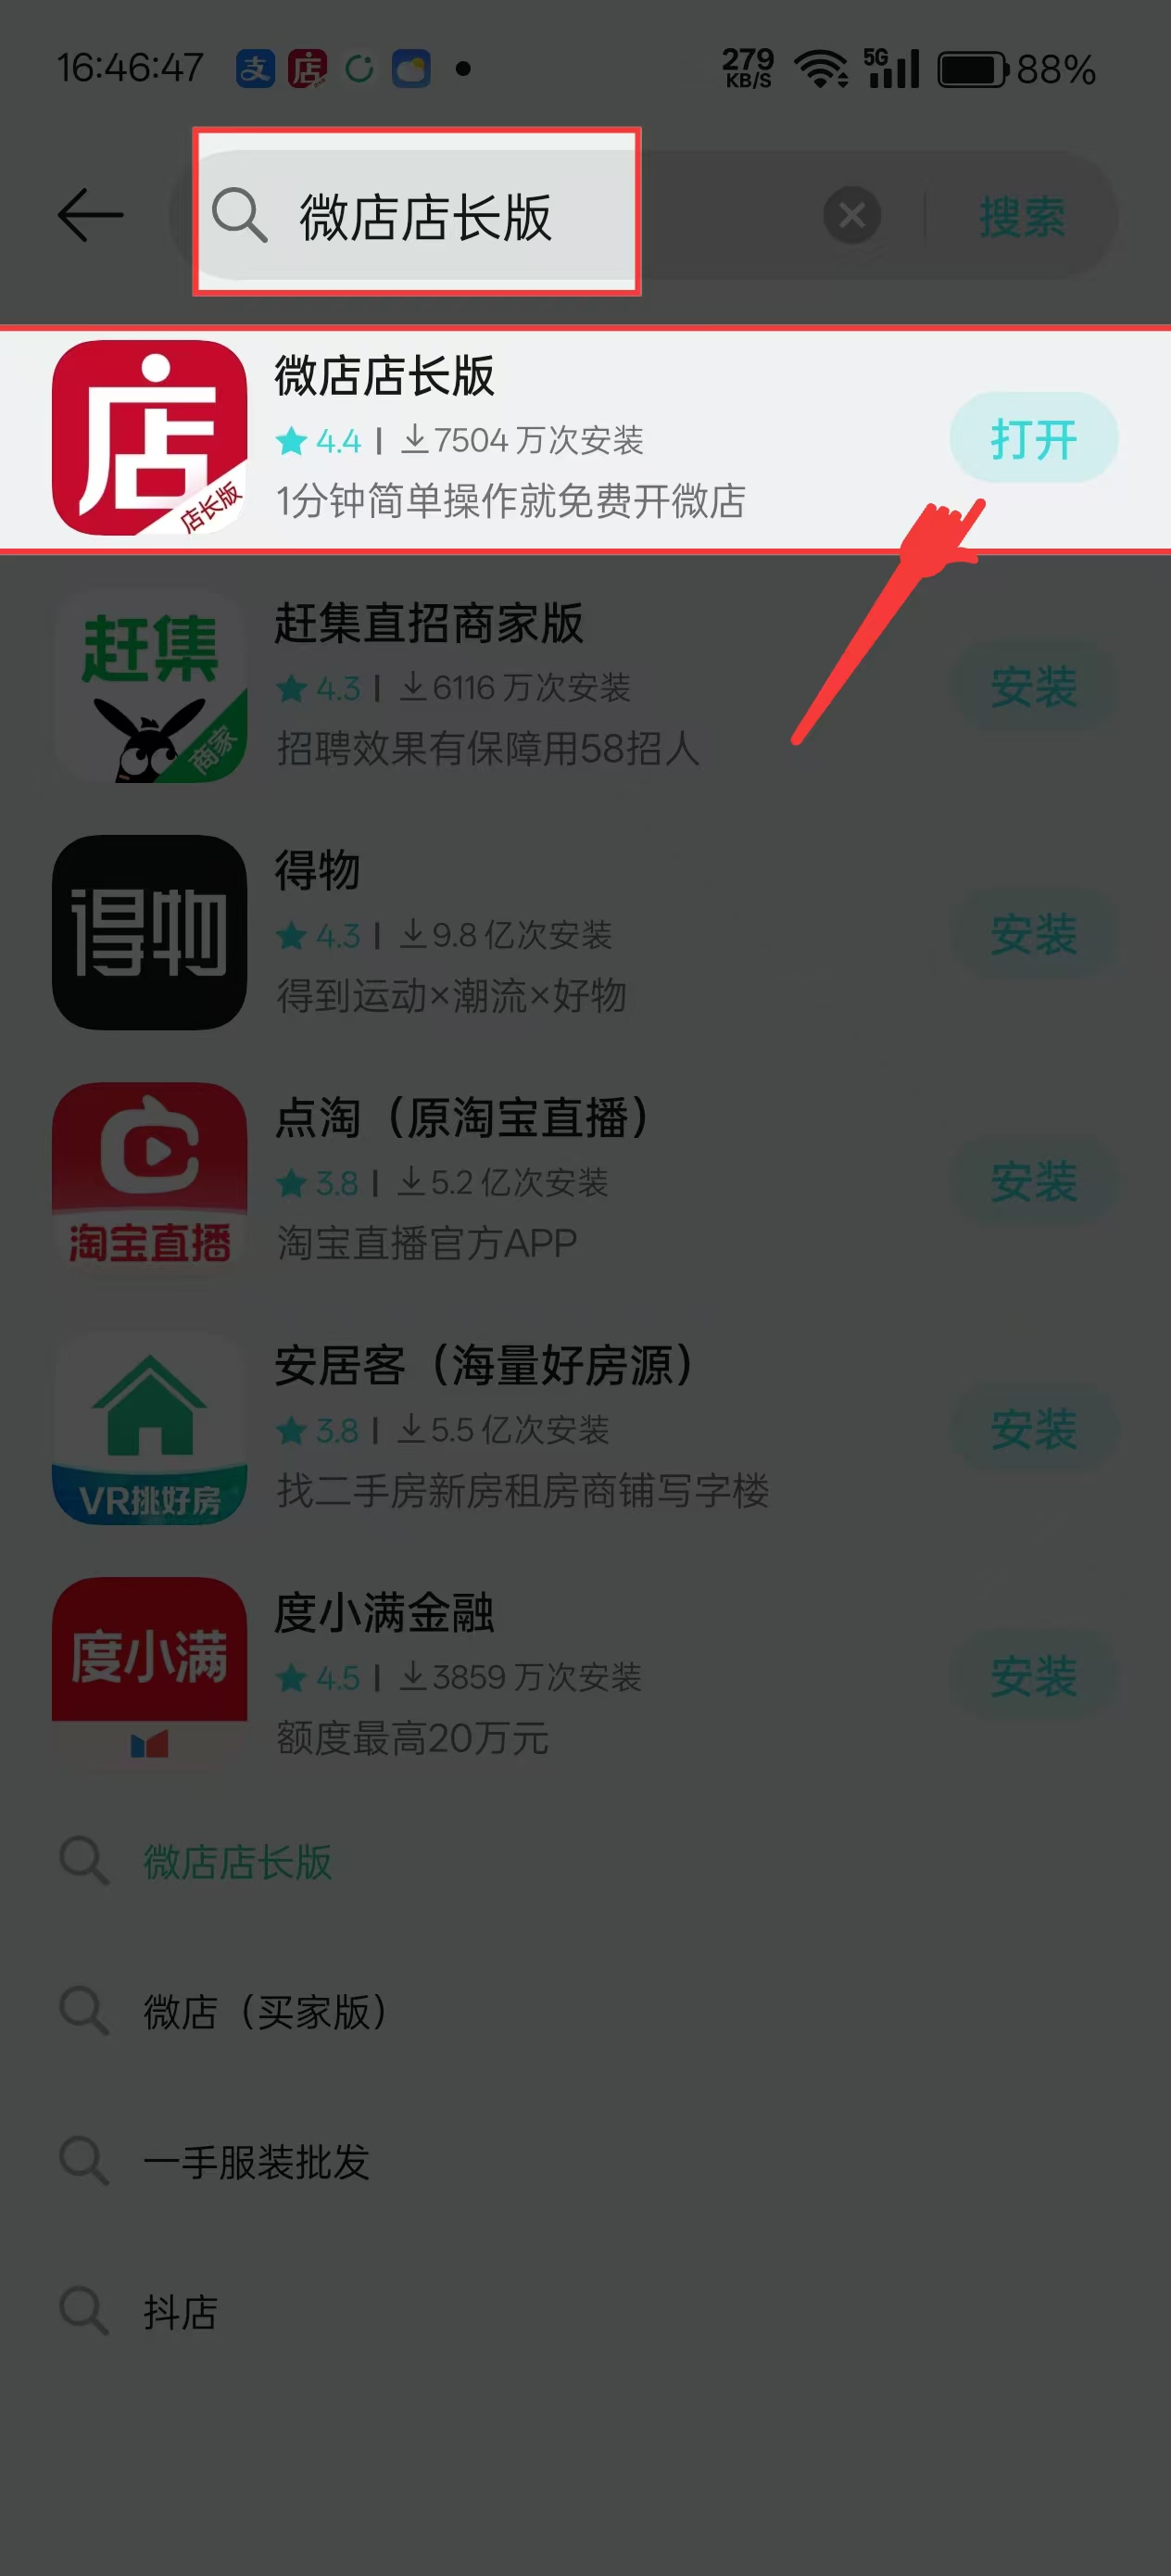 16:46:47 支 店 279 KB/S 5G 88%
微店店长版 搜索
店 店长版
微店店长版
4.4 | 7504 万次安装
1分钟简单操作就免费开微店
打开
赶集 商家
赶集直招商家版
4.3 | 6116 万次安装
招聘效果有保障用58招人
安装
得物
得物
4.3 | 9.8 亿次安装
得到运动×潮流×好物
安装
淘宝直播
点淘（原淘宝直播）
3.8 | 5.2 亿次安装
淘宝直播官方APP
安装
VR挑好房
安居客（海量好房源）
3.8 | 5.5 亿次安装
找二手房新房租房商铺写字楼
安装
度小满
度小满金融
4.5 | 3859 万次安装
额度最高20万元
安装
微店店长版
微店（买家版）
一手服装批发
抖店